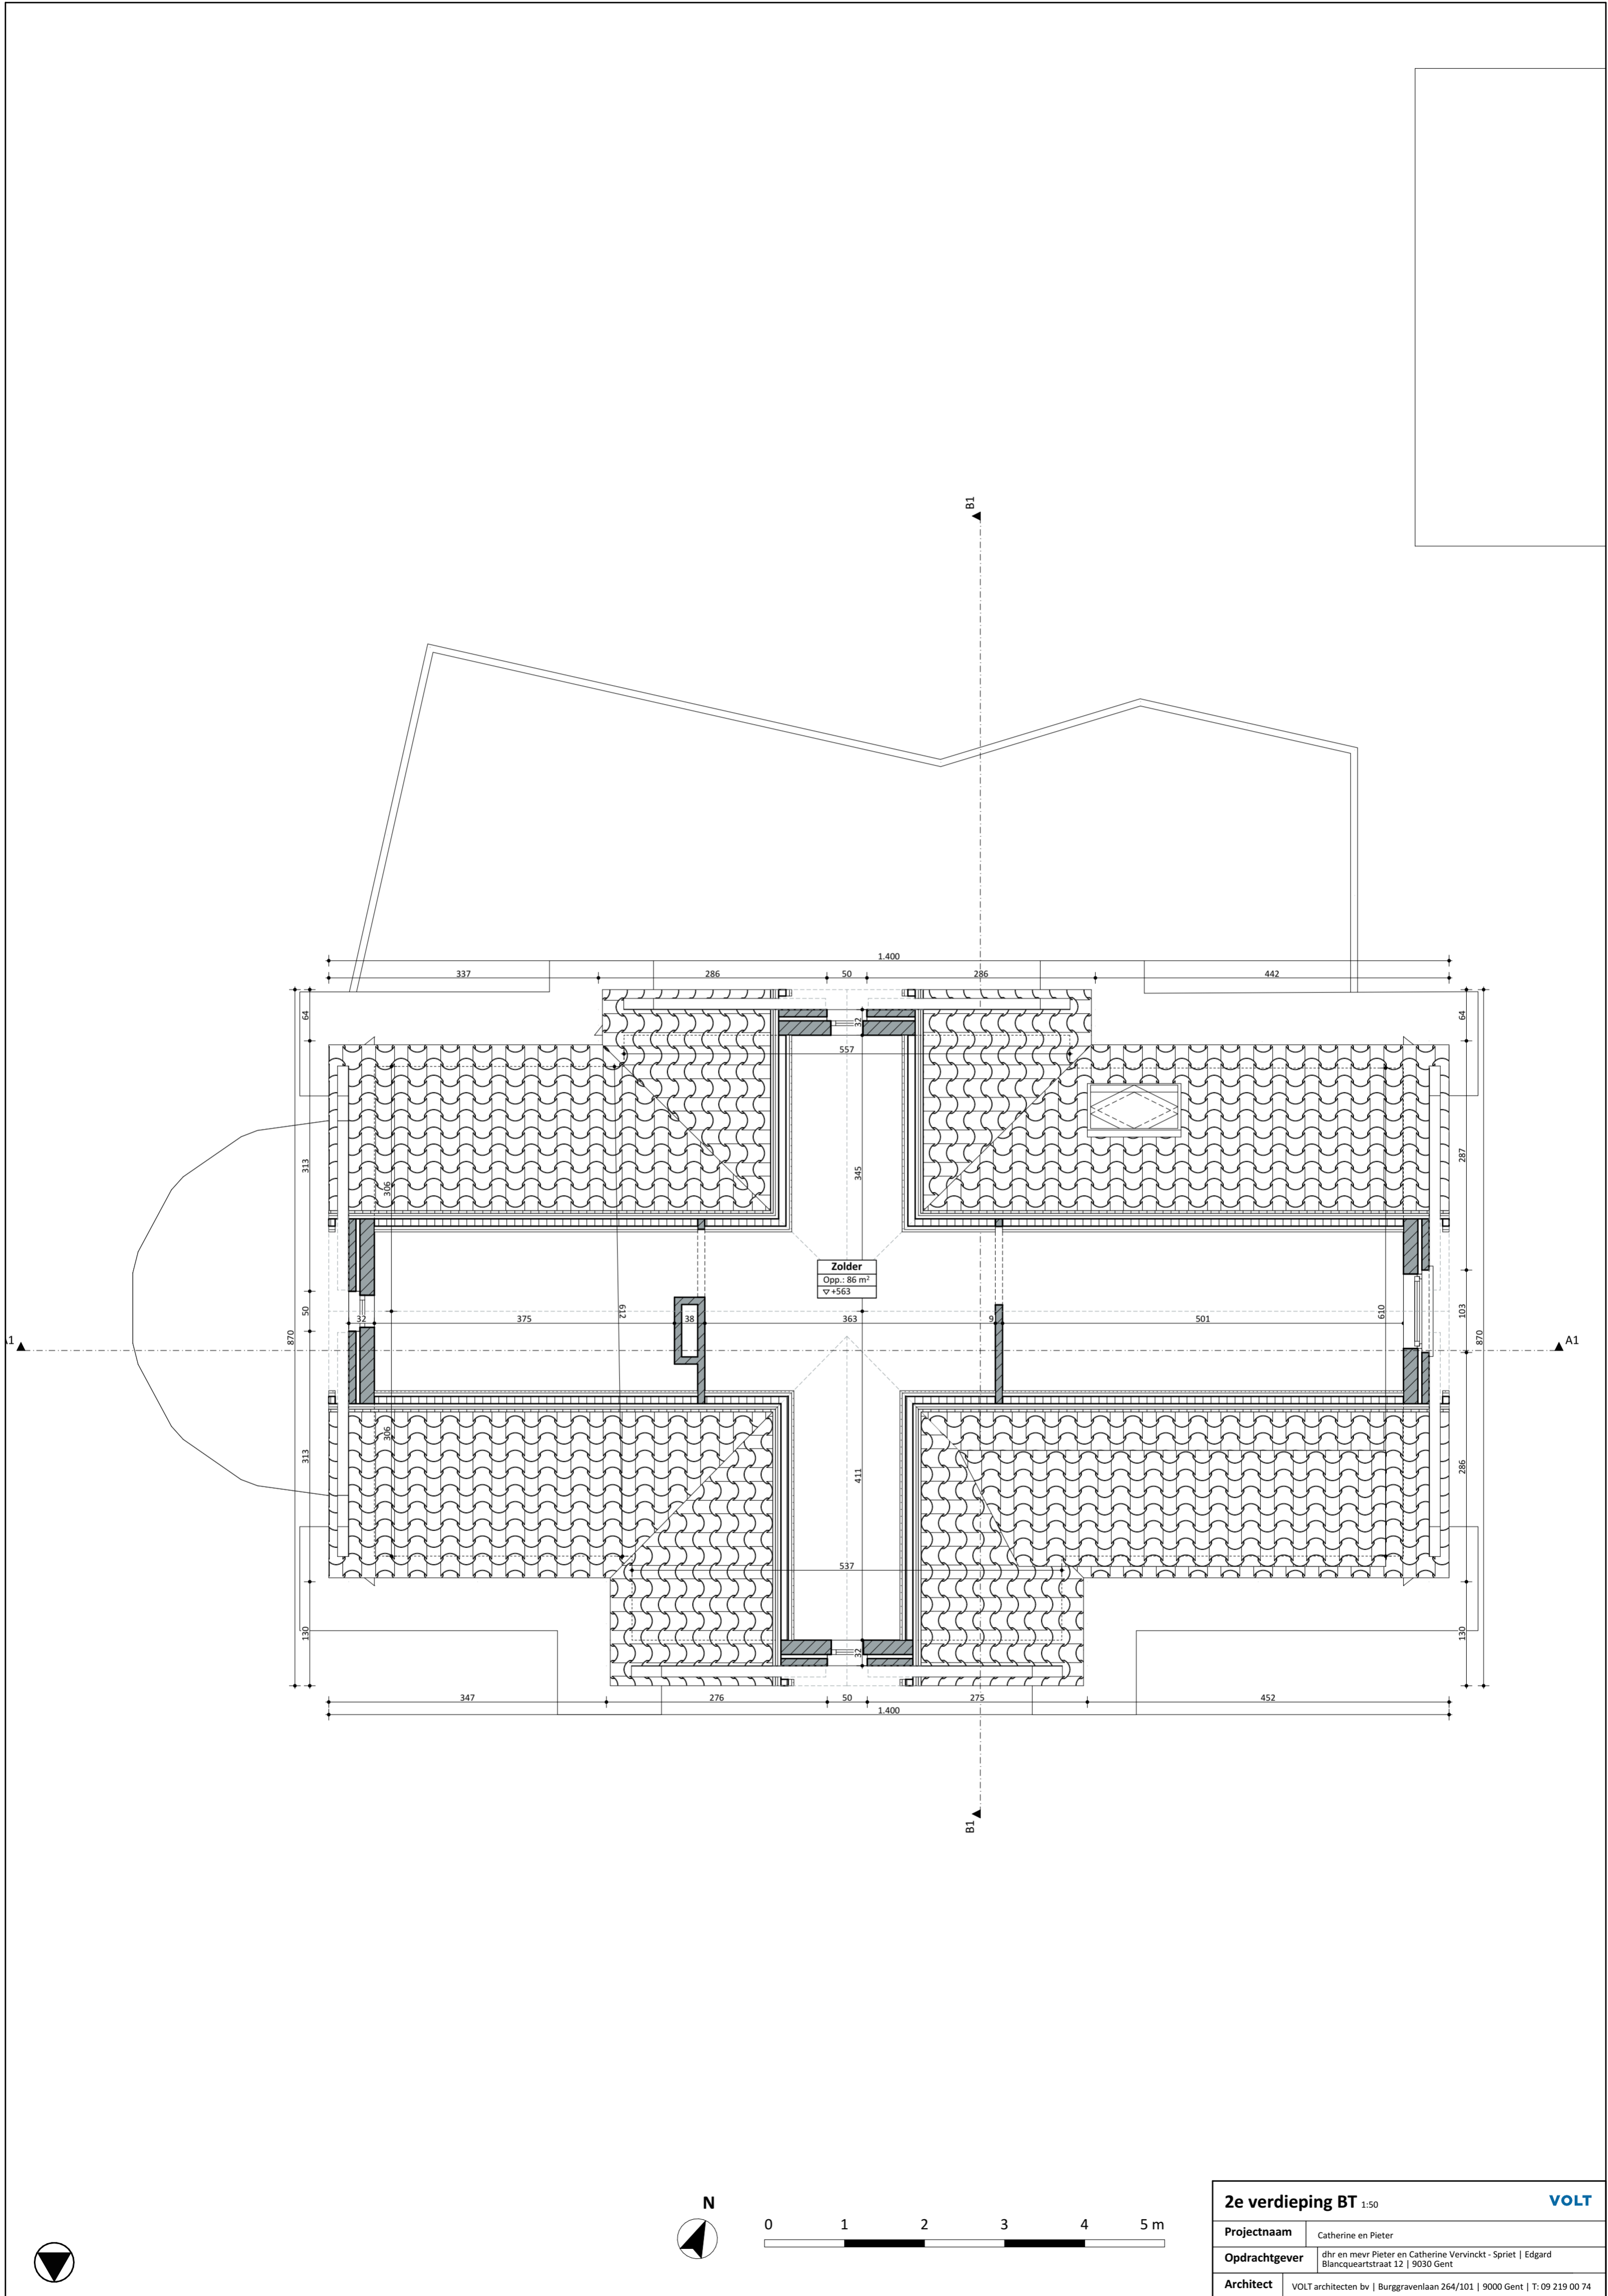 B1
1.400
337 286 50 286 442
64 64
32
557
313 306 345 287
Zolder
Opp.: 86 m²
▽ +563
870 50 32 375 38 612 363 9 501 610 103 870
A1
313 306 411 286
537
130 32 130
347 276 50 275 452
1.400
B1
N
0 1 2 3 4 5 m
2e verdieping BT 1:50 VOLT
Projectnaam Catherine en Pieter
Opdrachtgever dhr en mevr Pieter en Catherine Vervinckt - Spriet | Edgard
Blancqueartstraat 12 | 9030 Gent
Architect VOLT architecten bv | Burggravenlaan 264/101 | 9000 Gent | T: 09 219 00 74